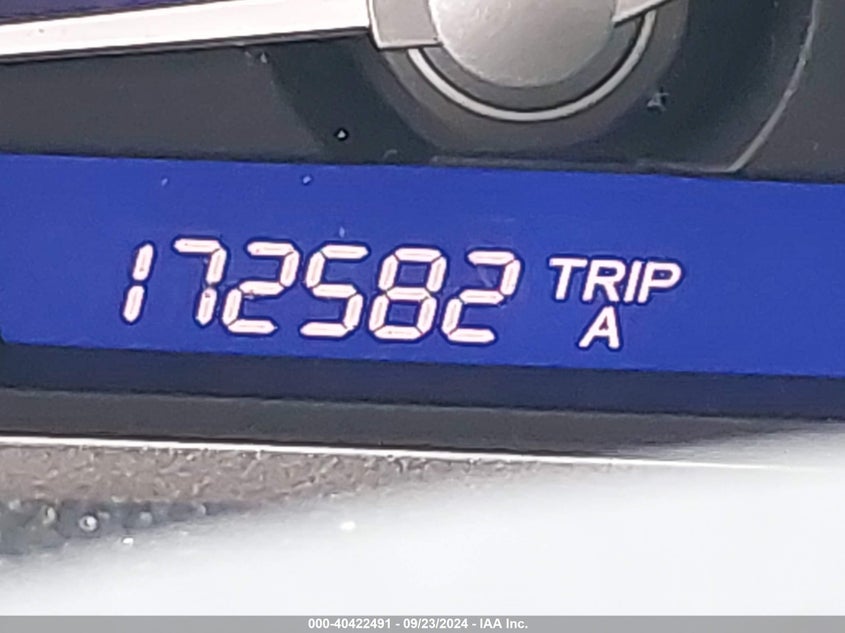 172582 TRIP
A
000-40422491 - 09/23/2024 - IAA Inc.